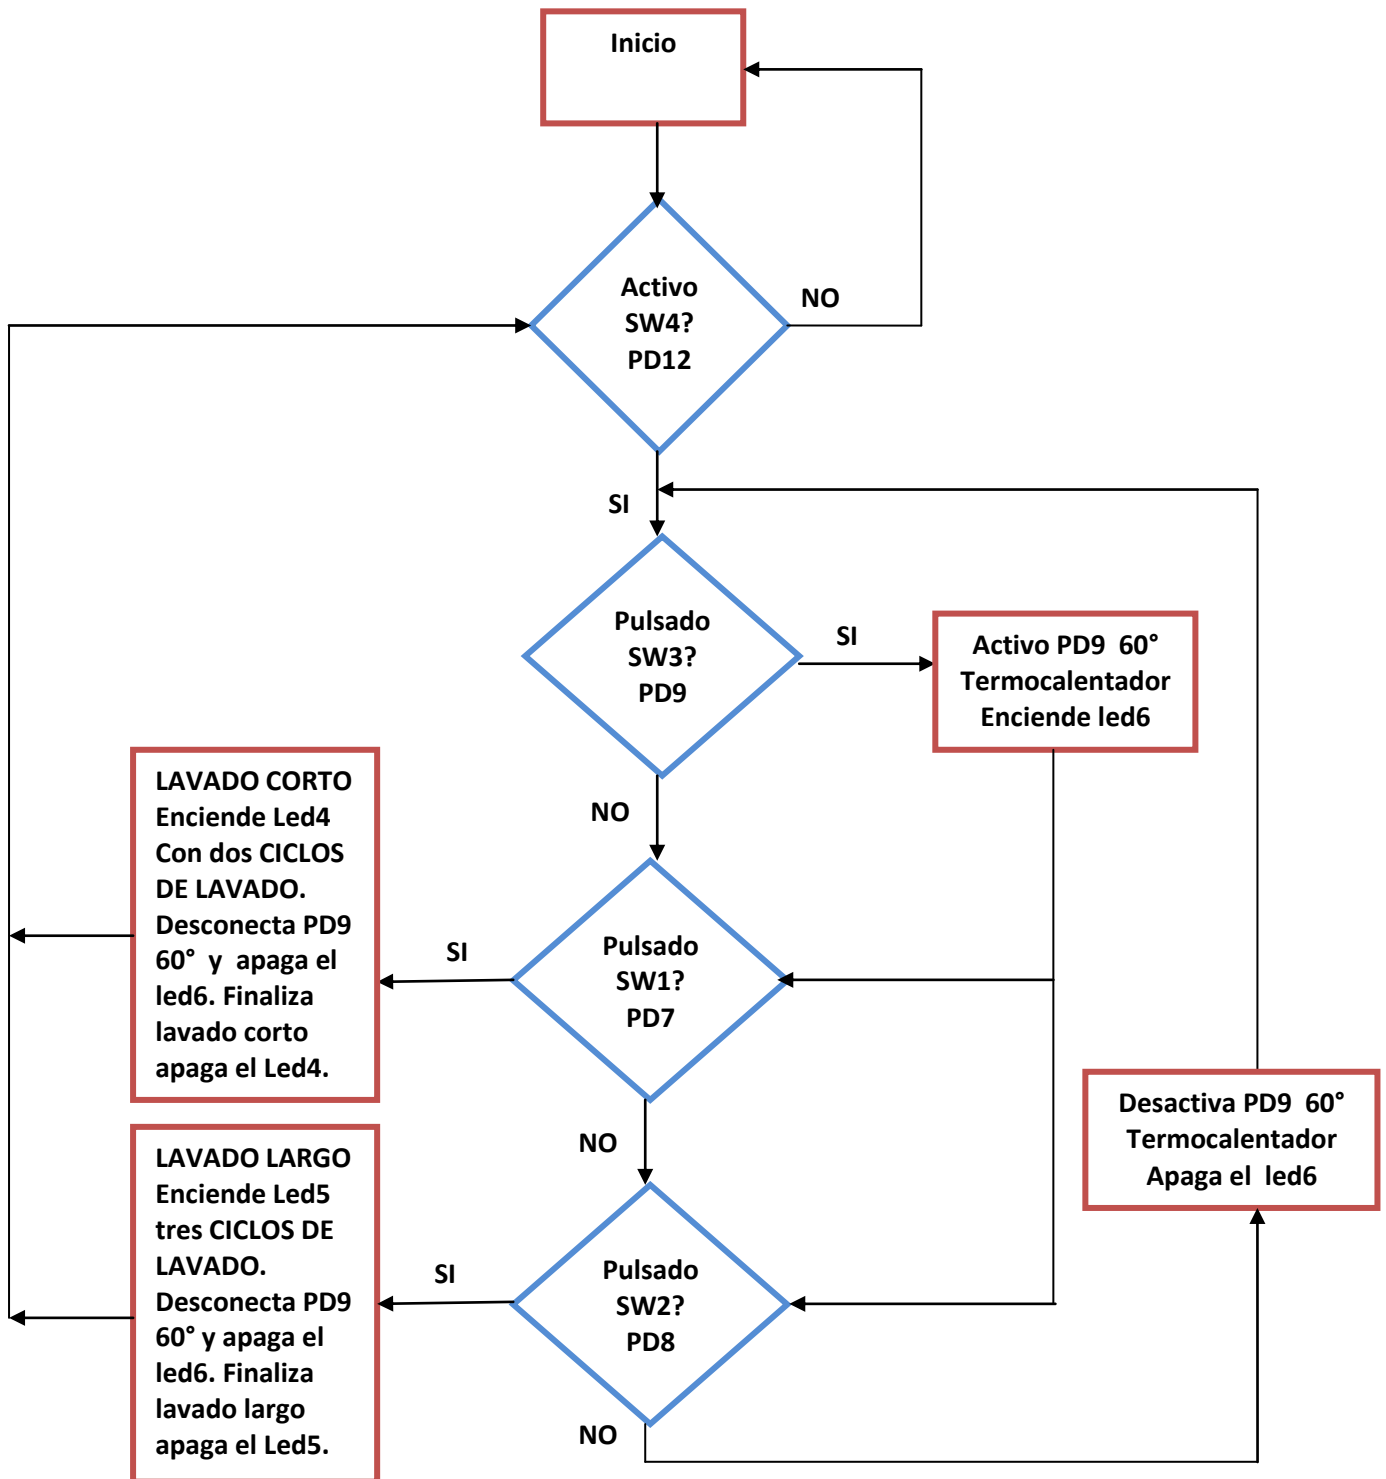 Inicio
Activo
SW4?
PD12
NO
SI
Pulsado
SW3?
PD9
SI
Activo PD9 60°
Termocalentador
Enciende led6
NO
LAVADO CORTO
Enciende Led4
Con dos CICLOS
DE LAVADO.
Desconecta PD9
60° y apaga el
led6. Finaliza
lavado corto
apaga el Led4.
SI
Pulsado
SW1?
PD7
Desactiva PD9 60°
Termocalentador
Apaga el led6
NO
LAVADO LARGO
Enciende Led5
tres CICLOS DE
LAVADO.
Desconecta PD9
60° y apaga el
led6. Finaliza
lavado largo
apaga el Led5.
SI
Pulsado
SW2?
PD8
NO